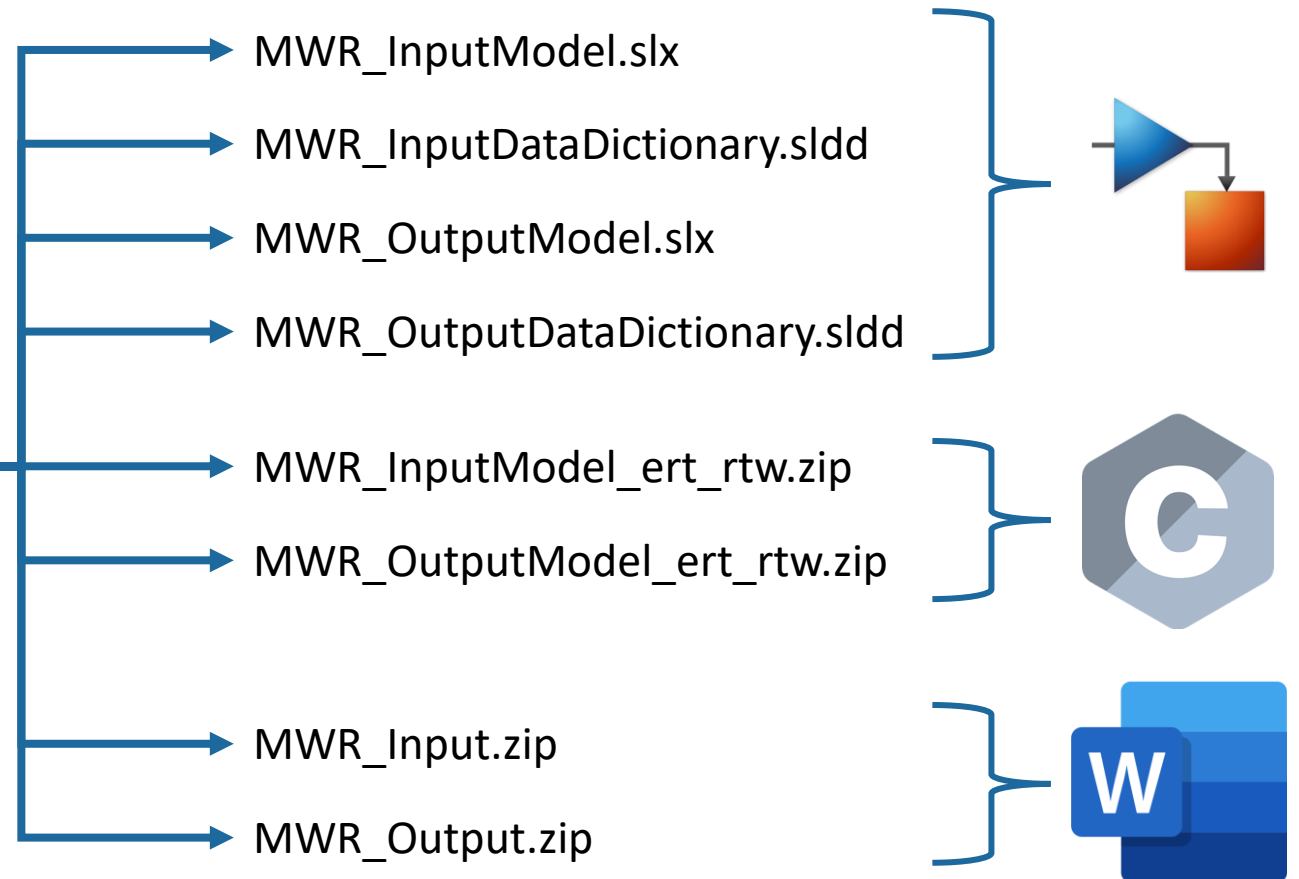 MWR_InputModel.slx
MWR_InputDataDictionary.sldd
MWR_OutputModel.slx
MWR_OutputDataDictionary.sldd
MWR_InputModel_ert_rtw.zip
C
MWR_OutputModel_ert_rtw.zip
MWR_Input.zip
W
MWR_Output.zip